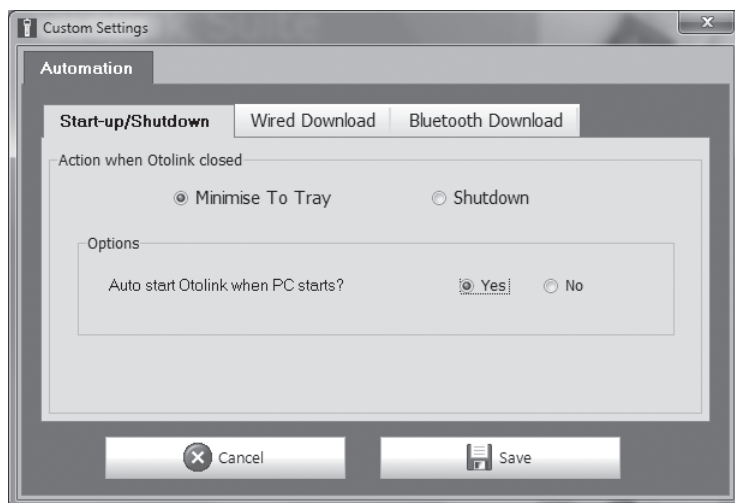 Custom Settings
x
Automation
Start-up/Shutdown Wired Download Bluetooth Download
Action when Otolink closed
Minimise To Tray Shutdown
Options
Auto start Otolink when PC starts? Yes No
Cancel Save